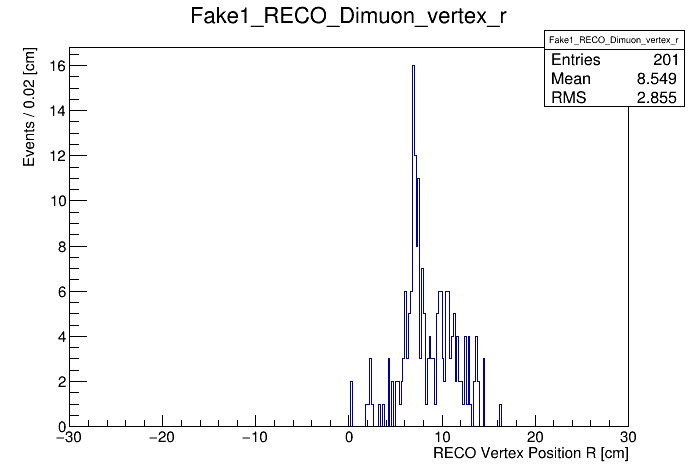 Fake1_RECO_Dimuon_vertex_r
Fake1_RECO_Dimuon_vertex_r
Entries 201
Mean 8.549
RMS 2.855
Events / 0.02 [cm]
16
14
12
10
8
6
4
2
0
−30 −20 −10 0 10 20 30
RECO Vertex Position R [cm]